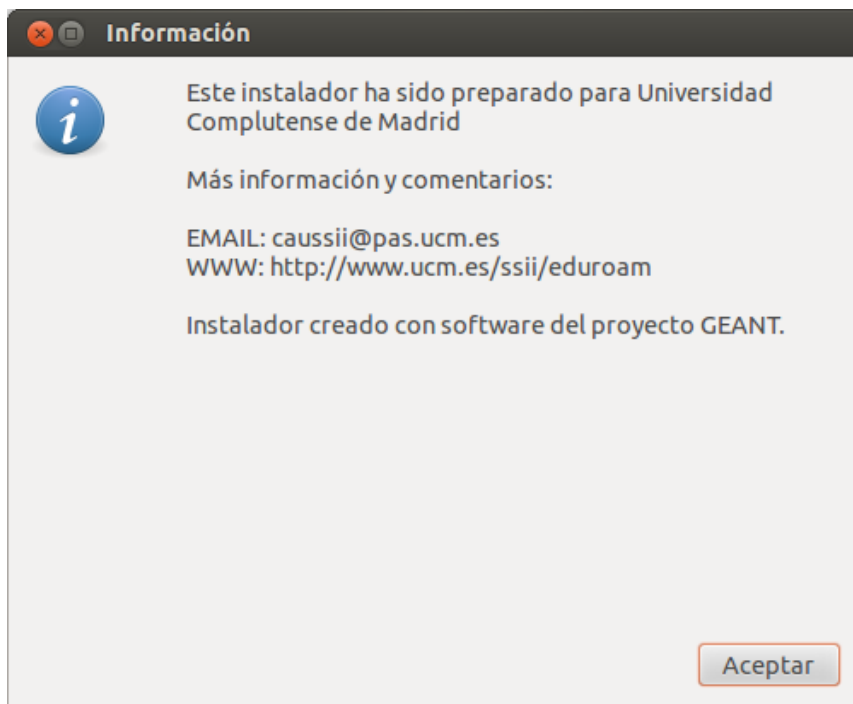 Información
Este instalador ha sido preparado para Universidad
Complutense de Madrid
Más información y comentarios:
EMAIL: caussii@pas.ucm.es
WWW: http://www.ucm.es/ssii/eduroam
Instalador creado con software del proyecto GEANT.
Aceptar